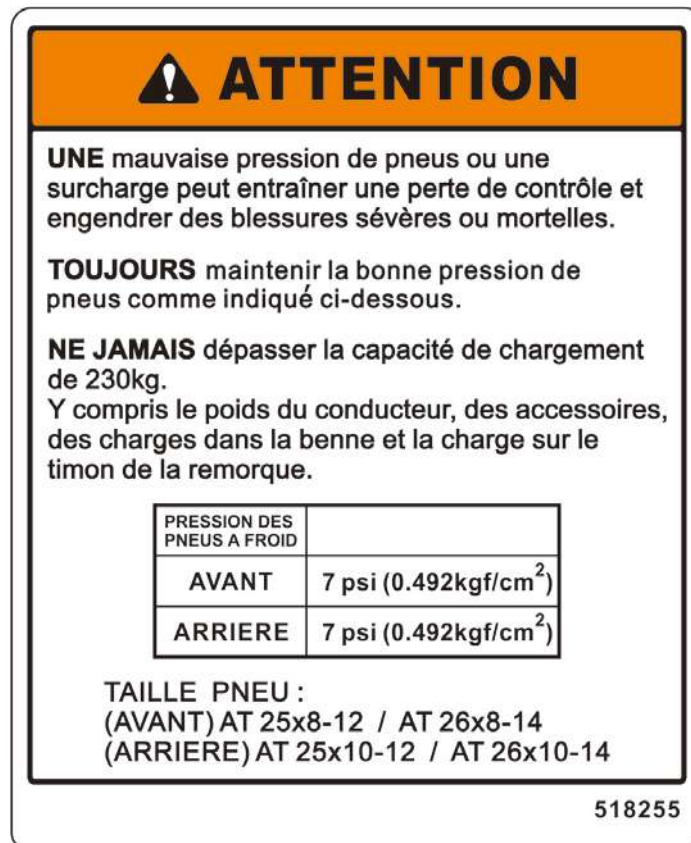 ATTENTION
UNE mauvaise pression de pneus ou une
surcharge peut entraîner une perte de contrôle et
engendrer des blessures sévères ou mortelles.
TOUJOURS maintenir la bonne pression de
pneus comme indiqué ci-dessous.
NE JAMAIS dépasser la capacité de chargement
de 230kg.
Y compris le poids du conducteur, des accessoires,
des charges dans la benne et la charge sur le
timon de la remorque.
PRESSION DES
PNEUS A FROID
AVANT 7 psi (0.492kgf/cm²)
ARRIERE 7 psi (0.492kgf/cm²)
TAILLE PNEU :
(AVANT) AT 25x8-12 / AT 26x8-14
(ARRIERE) AT 25x10-12 / AT 26x10-14
518255